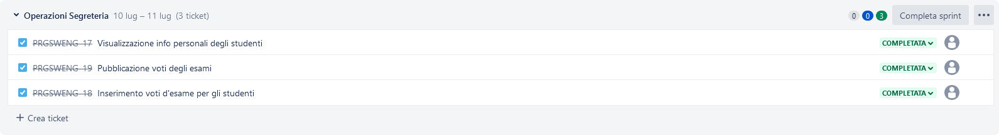 Operazioni Segreteria 10 lug – 11 lug (3 ticket) 0 0 3 Completa sprint
PRGSWENG-17 Visualizzazione info personali degli studenti COMPLETATA
PRGSWENG-19 Pubblicazione voti degli esami COMPLETATA
PRGSWENG-18 Inserimento voti d'esame per gli studenti COMPLETATA
+ Crea ticket